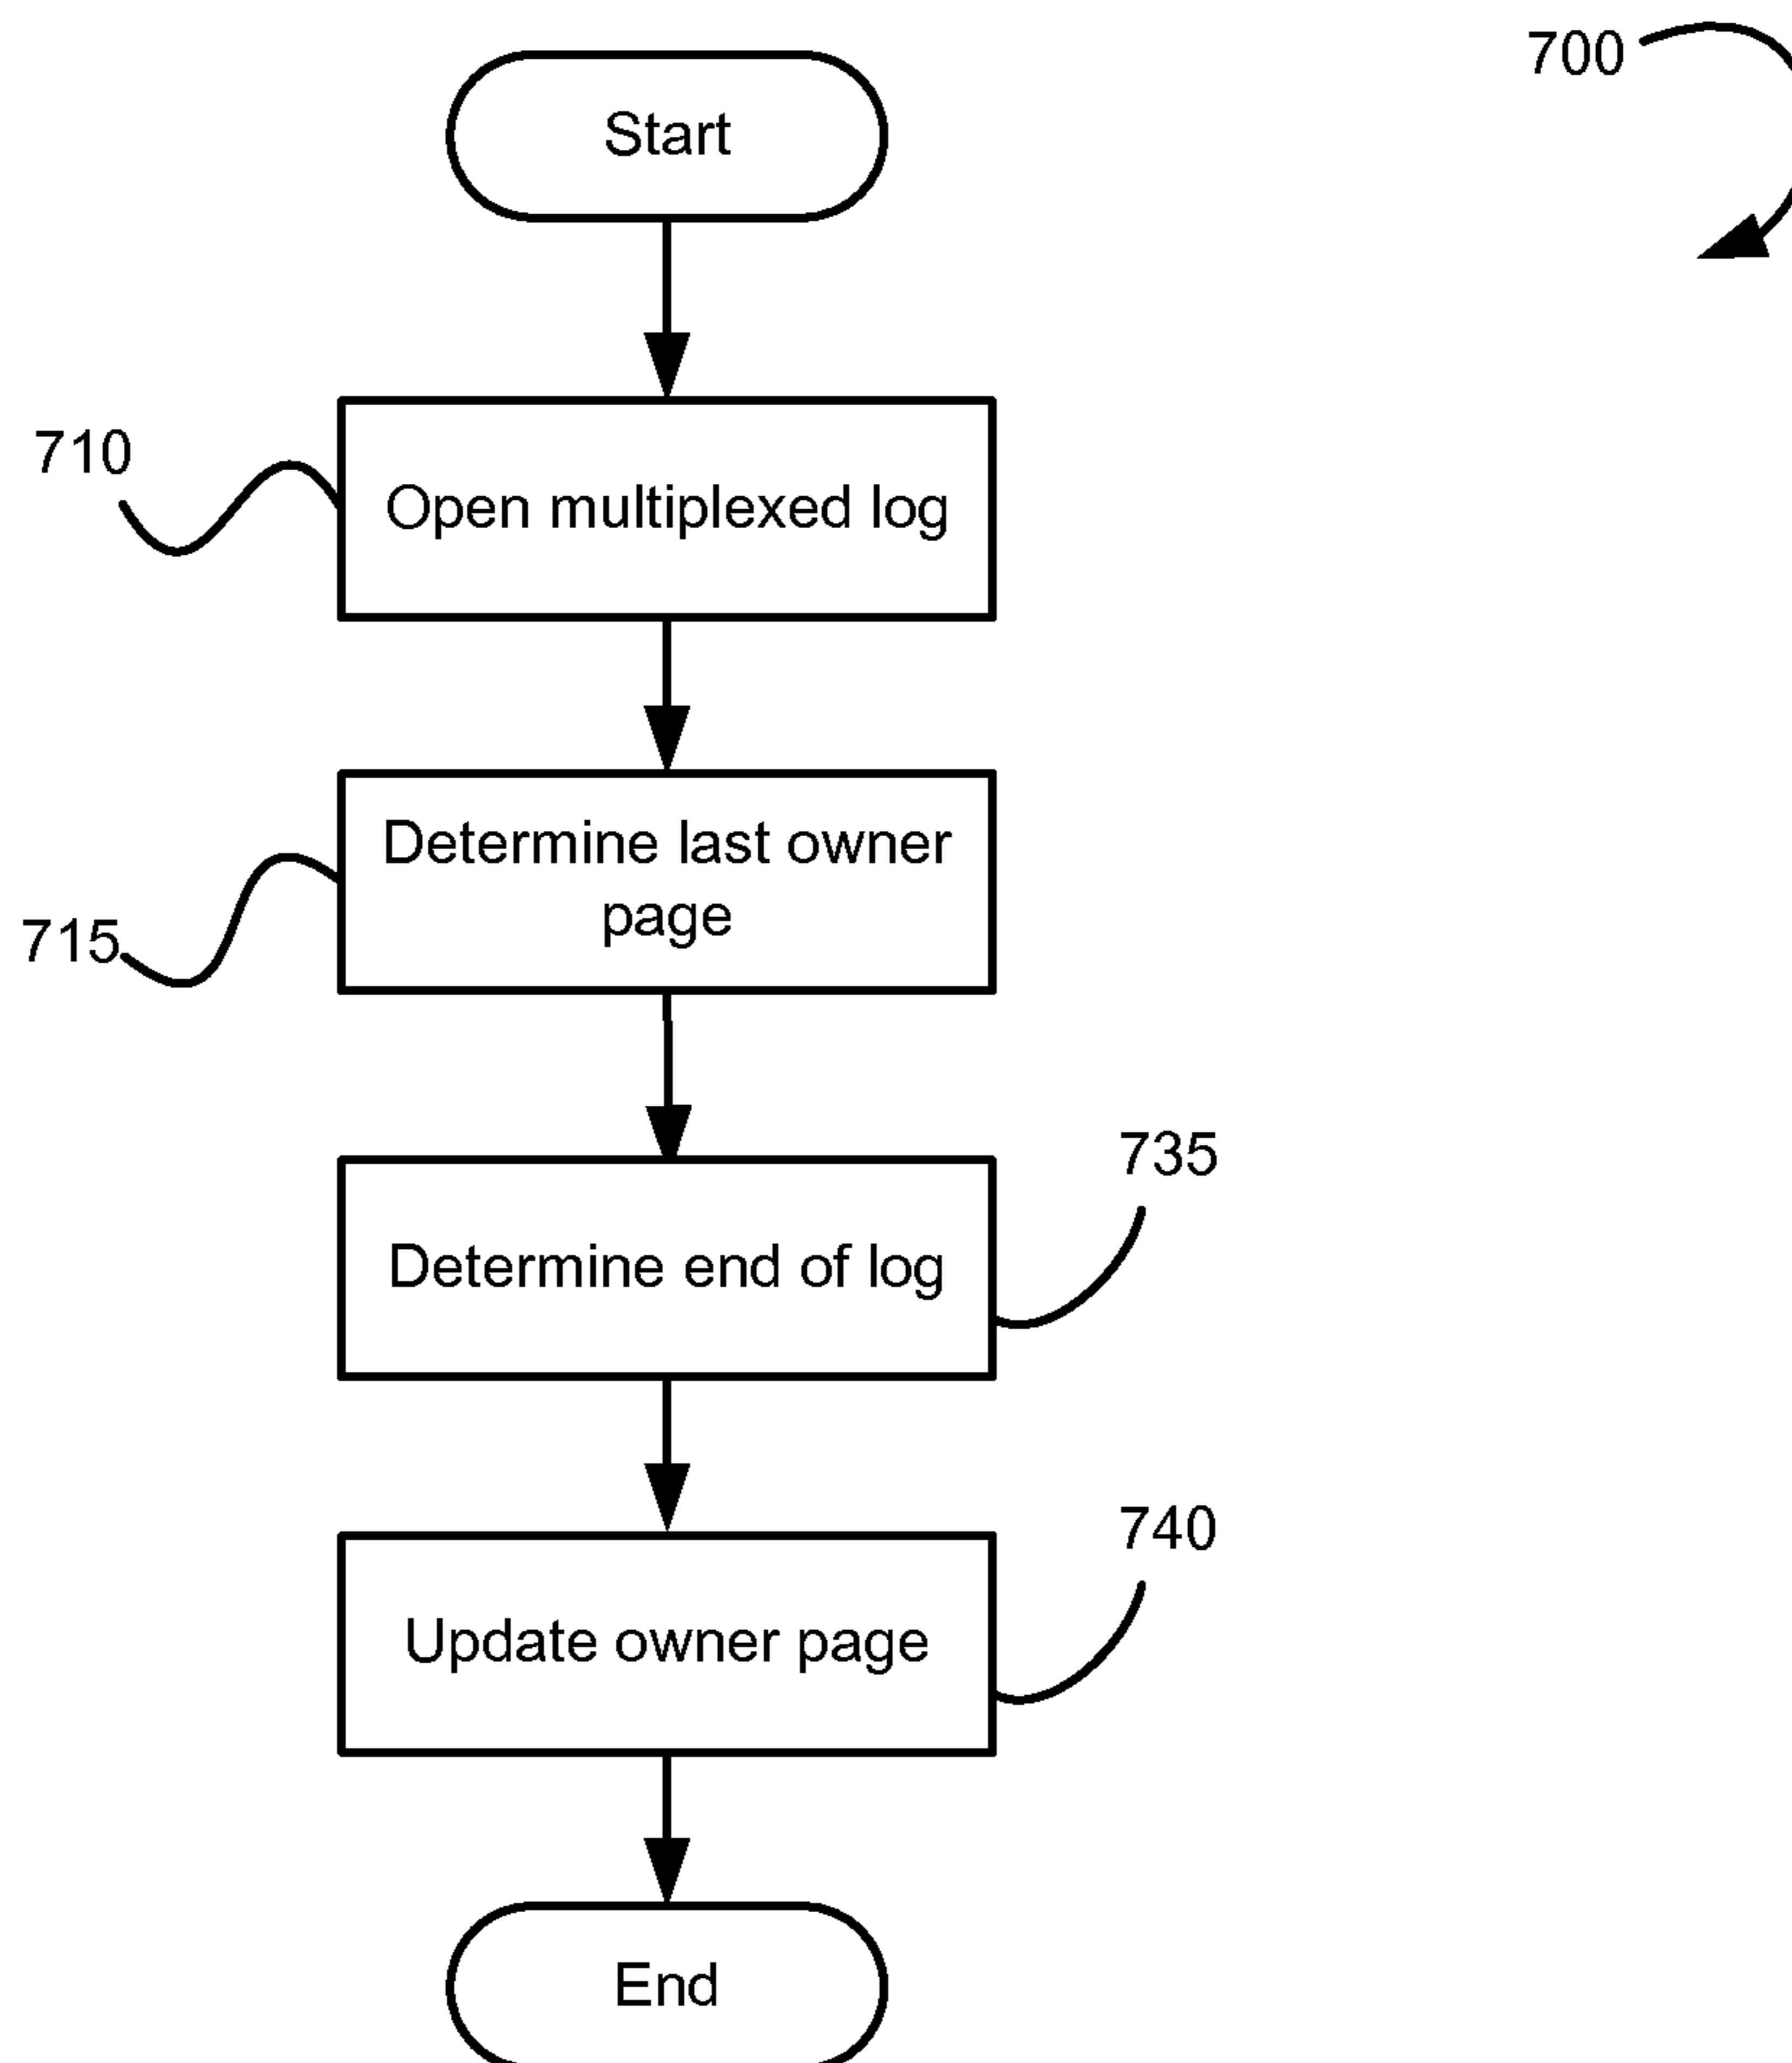 700
Start
710
Open multiplexed log
Determine last owner
page
715
735
Determine end of log
740
Update owner page
End